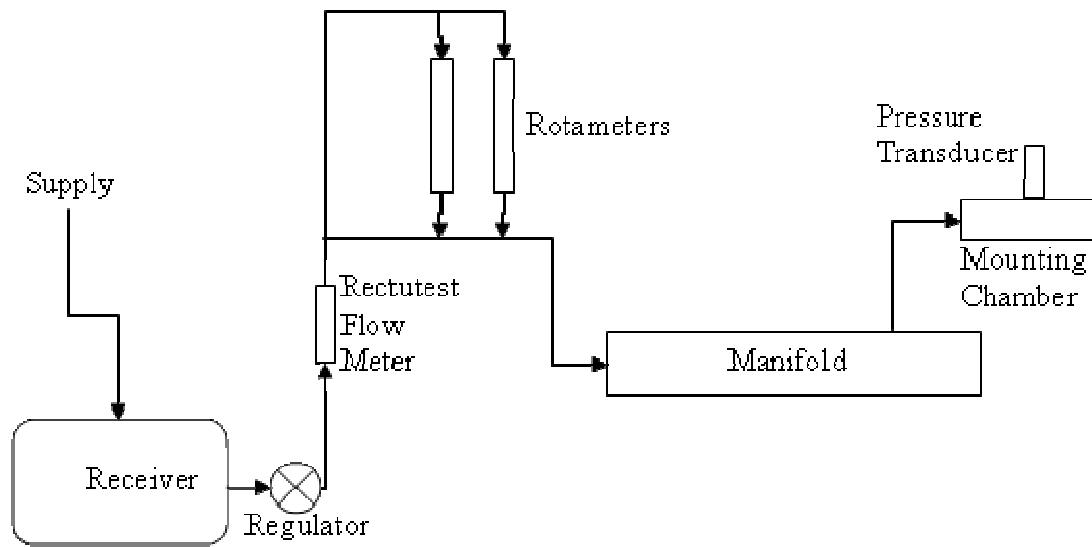 Supply
Receiver
Regulator
Rectutest
Flow
Meter
Rotameters
Manifold
Pressure
Transducer
Mounting
Chamber